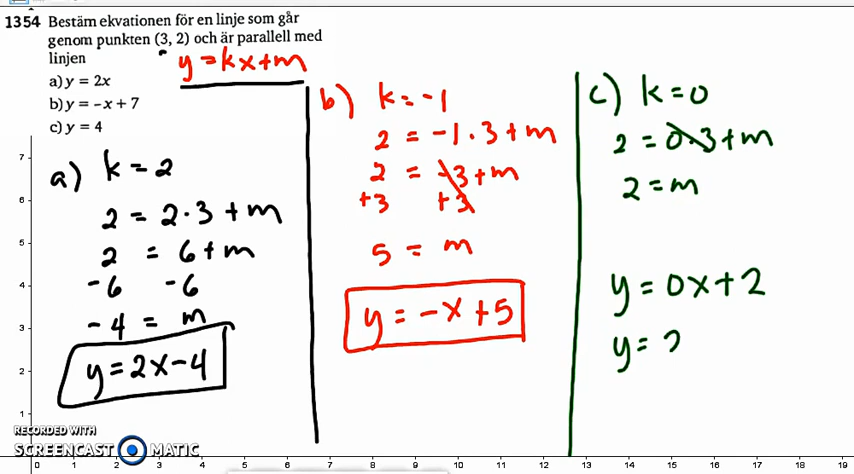 1354 Bestäm ekvationen för en linje som går
genom punkten (3, 2) och är parallell med
linjen
a) y = 2x
b) y = −x + 7
c) y = 4
y = kx + m
a) k = 2
2 = 2 · 3 + m
2 = 6 + m
-6 -6
-4 = m
y = 2x - 4
b) k = -1
2 = -1 · 3 + m
2 = -3 + m
+3 +3
5 = m
y = -x + 5
c) k = 0
2 = 0 · 3 + m
2 = m
y = 0x + 2
y = 2
7
6
5
4
3
2
1
0 1 2 3 4 5 6 7 8 9 10 11 12 13 14 15 16 17 18 19
RECORDED WITH
SCREENCAST MATIC